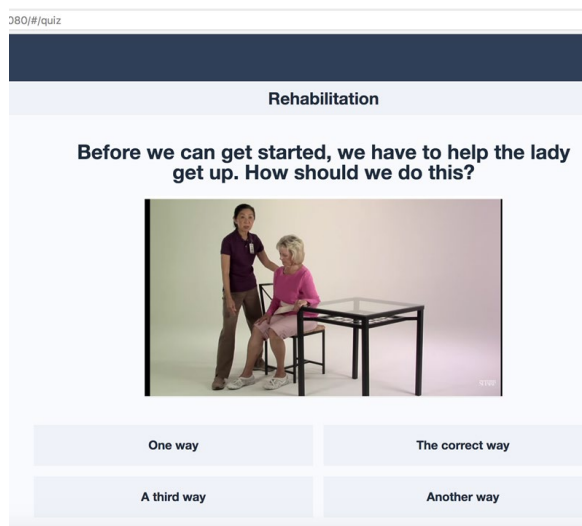 080/#/quiz
Rehabilitation
Before we can get started, we have to help the lady
get up. How should we do this?
One way
The correct way
A third way
Another way